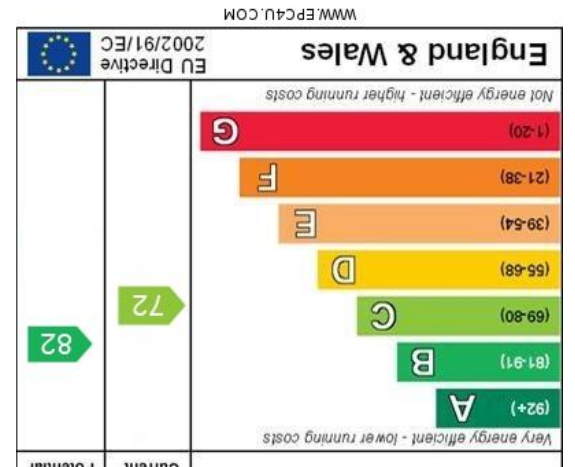 Current Potential
Very energy efficient - lower running costs
(92+) A
(81-91) B
(69-80) C
(55-68) D
(39-54) E
(21-38) F
(1-20) G
72
82
Not energy efficient - higher running costs
England & Wales
EU Directive
2002/91/EC
WWW.EPC4U.COM